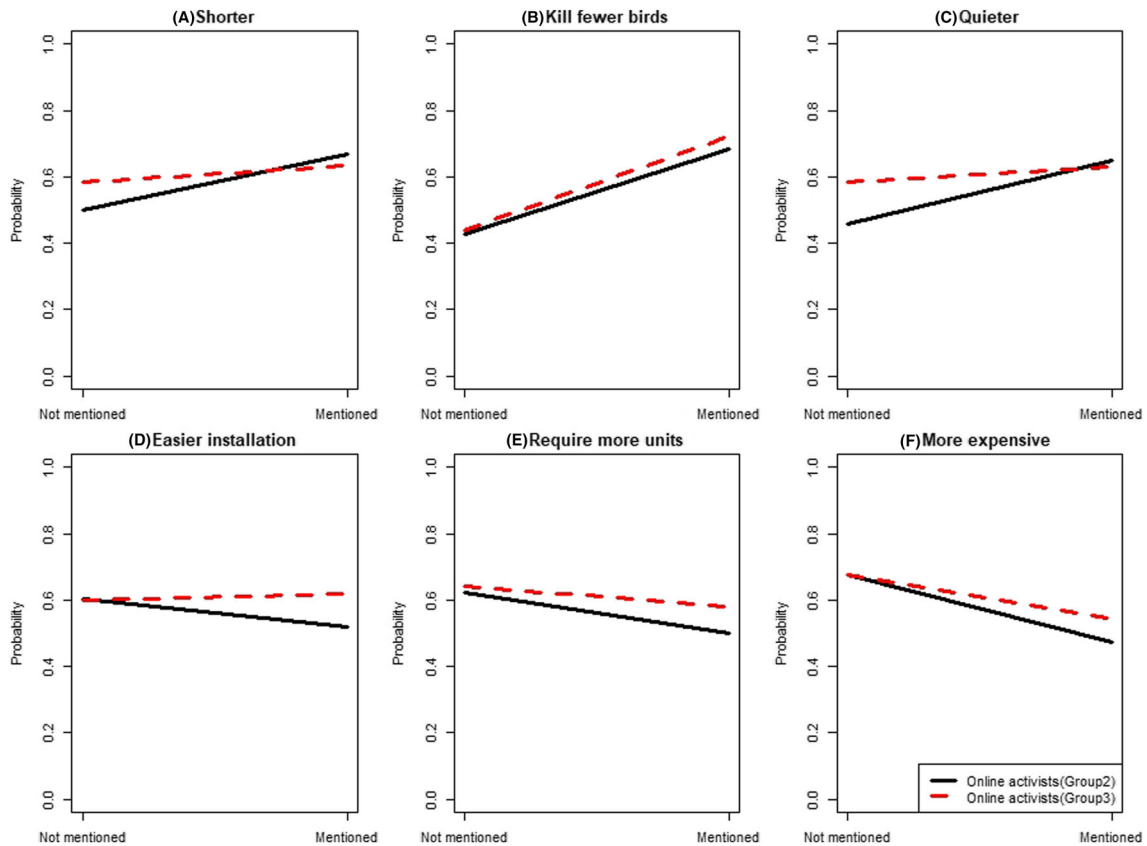 (A)Shorter
(B)Kill fewer birds
(C)Quieter
Probability
0.0 0.2 0.4 0.6 0.8 1.0
Not mentioned
Mentioned
Probability
0.0 0.2 0.4 0.6 0.8 1.0
Not mentioned
Mentioned
Probability
0.0 0.2 0.4 0.6 0.8 1.0
Not mentioned
Mentioned
(D)Easier installation
(E)Require more units
(F)More expensive
Probability
0.0 0.2 0.4 0.6 0.8 1.0
Not mentioned
Mentioned
Probability
0.0 0.2 0.4 0.6 0.8 1.0
Not mentioned
Mentioned
Probability
0.0 0.2 0.4 0.6 0.8 1.0
Online activists(Group2)
Online activists(Group3)
Not mentioned
Mentioned